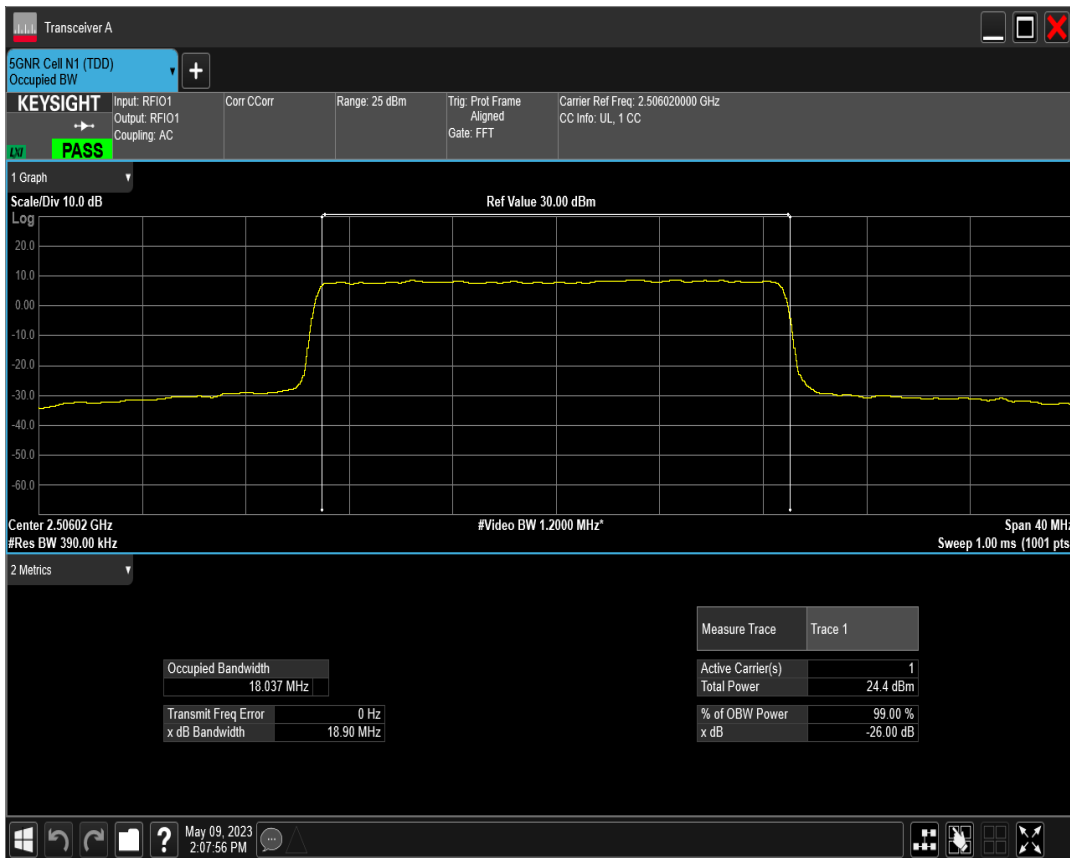 Transceiver A
5GNR Cell N1 (TDD)
Occupied BW
+
KEYSIGHT
LXI
PASS
Input: RFIO1
Output: RFIO1
Coupling: AC
Corr CCorr
Range: 25 dBm
Trig: Prot Frame
Aligned
Gate: FFT
Carrier Ref Freq: 2.506020000 GHz
CC Info: UL, 1 CC
1 Graph
Scale/Div 10.0 dB
Ref Value 30.00 dBm
Log
20.0
10.0
0.00
-10.0
-20.0
-30.0
-40.0
-50.0
-60.0
Center 2.50602 GHz
#Video BW 1.2000 MHz*
Span 40 MHz
#Res BW 390.00 kHz
Sweep 1.00 ms (1001 pts
2 Metrics
Measure Trace Trace 1
Occupied Bandwidth
18.037 MHz
Active Carrier(s) 1
Total Power 24.4 dBm
Transmit Freq Error 0 Hz
x dB Bandwidth 18.90 MHz
% of OBW Power 99.00 %
x dB -26.00 dB
?
May 09, 2023
2:07:56 PM